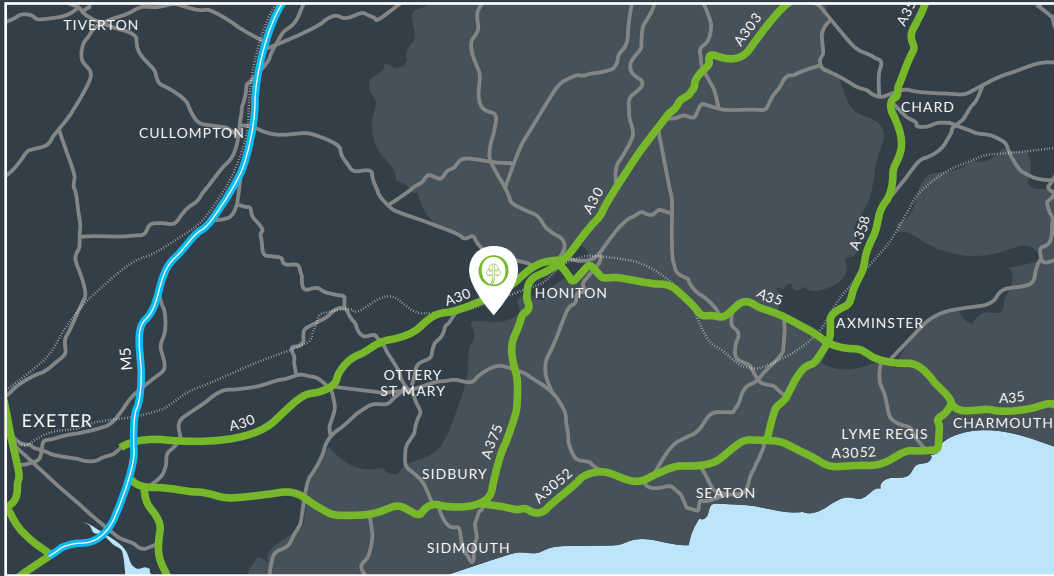 TIVERTON
A303
CHARD
CULLOMPTON
A30
A358
A30
HONITON
A35
AXMINSTER
M5
OTTERY
ST MARY
A35
EXETER
A30
CHARMOUTH
LYME REGIS
A375
A3052
SIDBURY
A3052
SEATON
SIDMOUTH